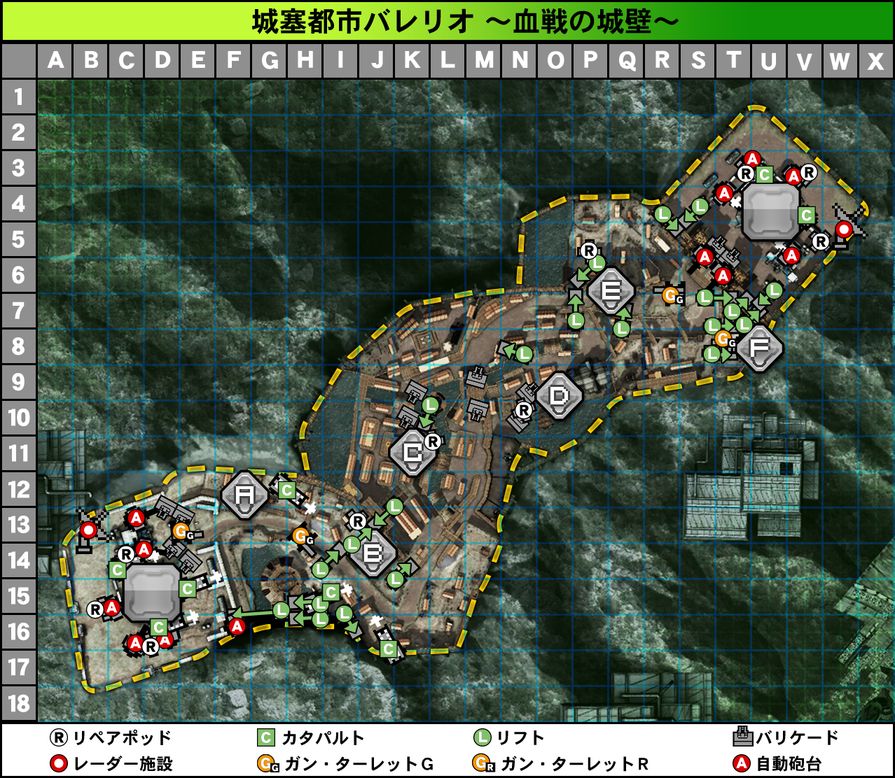 城塞都市バレリオ ～血戦の城壁～
A B C D E F G H I J K L M N O P Q R S T U V W X
1
2
3
4
5
6
7
8
9
10
11
12
13
14
15
16
17
18
A
B
C
D
E
F
R リペアポッド C カタパルト L リフト バリケード
レーダー施設 GG ガン・ターレットG GR ガン・ターレットR A 自動砲台